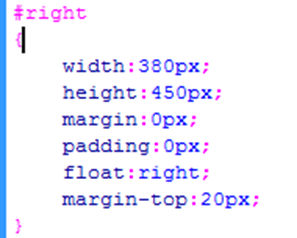 #right
{
    width:380px;
    height:450px;
    margin:0px;
    padding:0px;
    float:right;
    margin-top:20px;
}